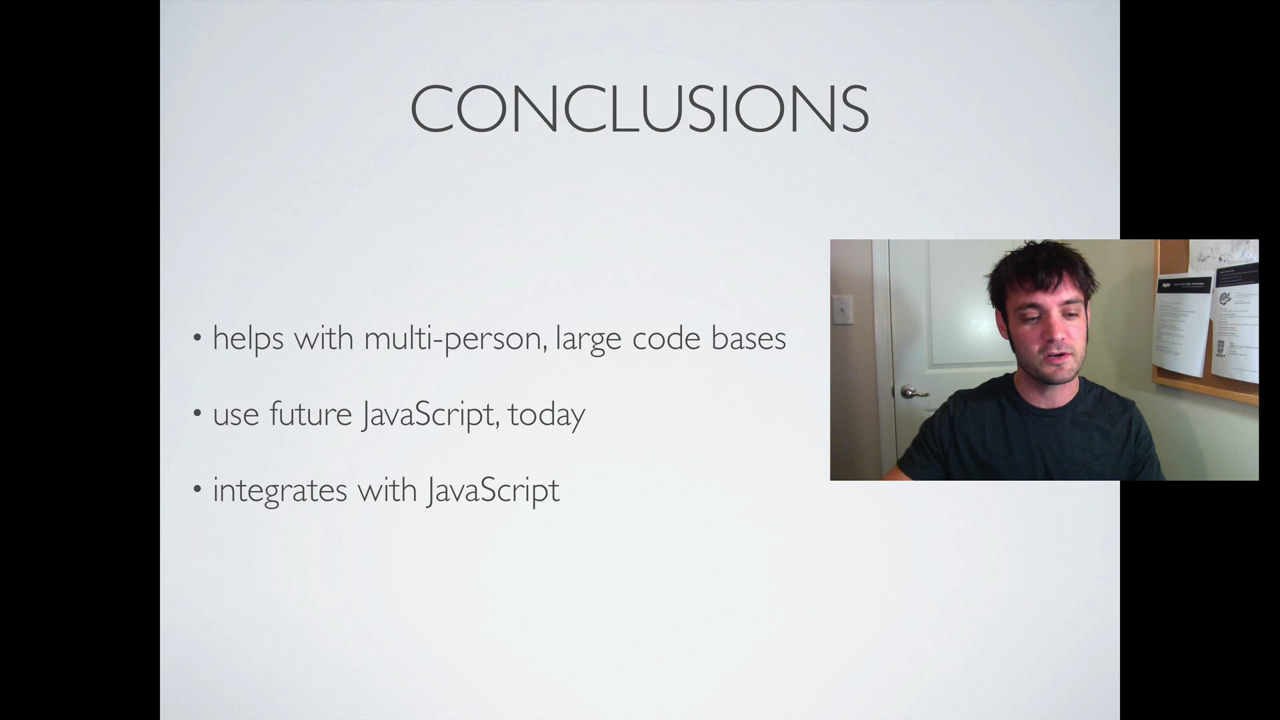 CONCLUSIONS
• helps with multi-person, large code bases
• use future JavaScript, today
• integrates with JavaScript